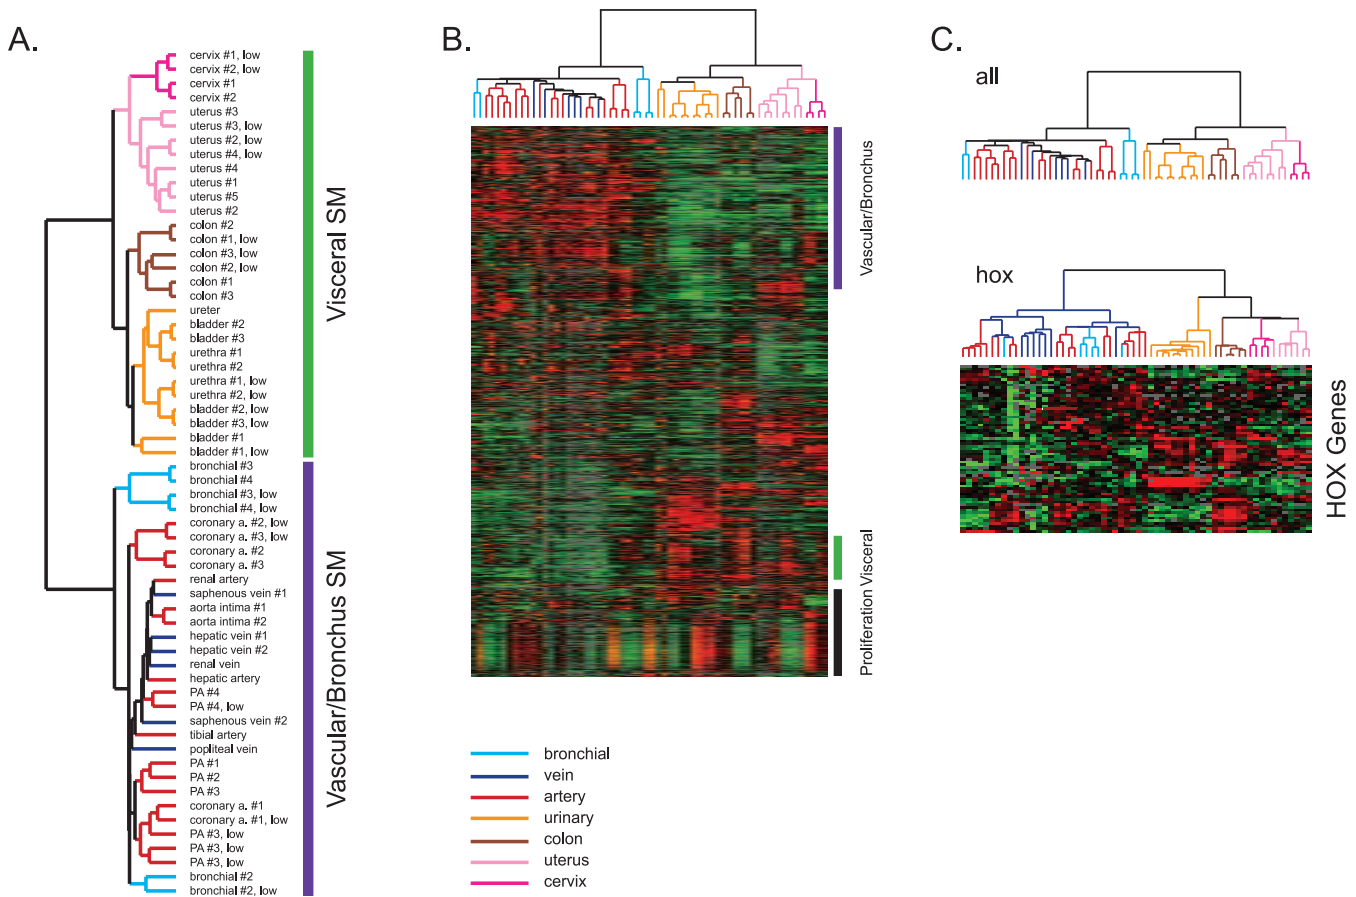 A.
cervix #1, low
cervix #2, low
cervix #1
cervix #2
uterus #3
uterus #3, low
uterus #2, low
uterus #4, low
uterus #4
uterus #1
uterus #5
uterus #2
colon #2
colon #1, low
colon #3, low
colon #2, low
colon #1
colon #3
ureter
bladder #2
bladder #3
urethra #1
urethra #2
urethra #1, low
urethra #2, low
bladder #2, low
bladder #3, low
bladder #1
bladder #1, low
bronchial #3
bronchial #4
bronchial #3, low
bronchial #4, low
coronary a. #2, low
coronary a. #3, low
coronary a. #2
coronary a. #3
renal artery
saphenous vein #1
aorta intima #1
aorta intima #2
hepatic vein #1
hepatic vein #2
renal vein
hepatic artery
PA #4
PA #4, low
saphenous vein #2
tibial artery
popliteal vein
PA #1
PA #2
PA #3
coronary a. #1
coronary a. #1, low
PA #3, low
PA #3, low
PA #3, low
bronchial #2
bronchial #2, low
Visceral SM
Vascular/Bronchus SM
B.
Vascular/Bronchus
Visceral
Proliferation
bronchial
vein
artery
urinary
colon
uterus
cervix
C.
all
hox
HOX Genes